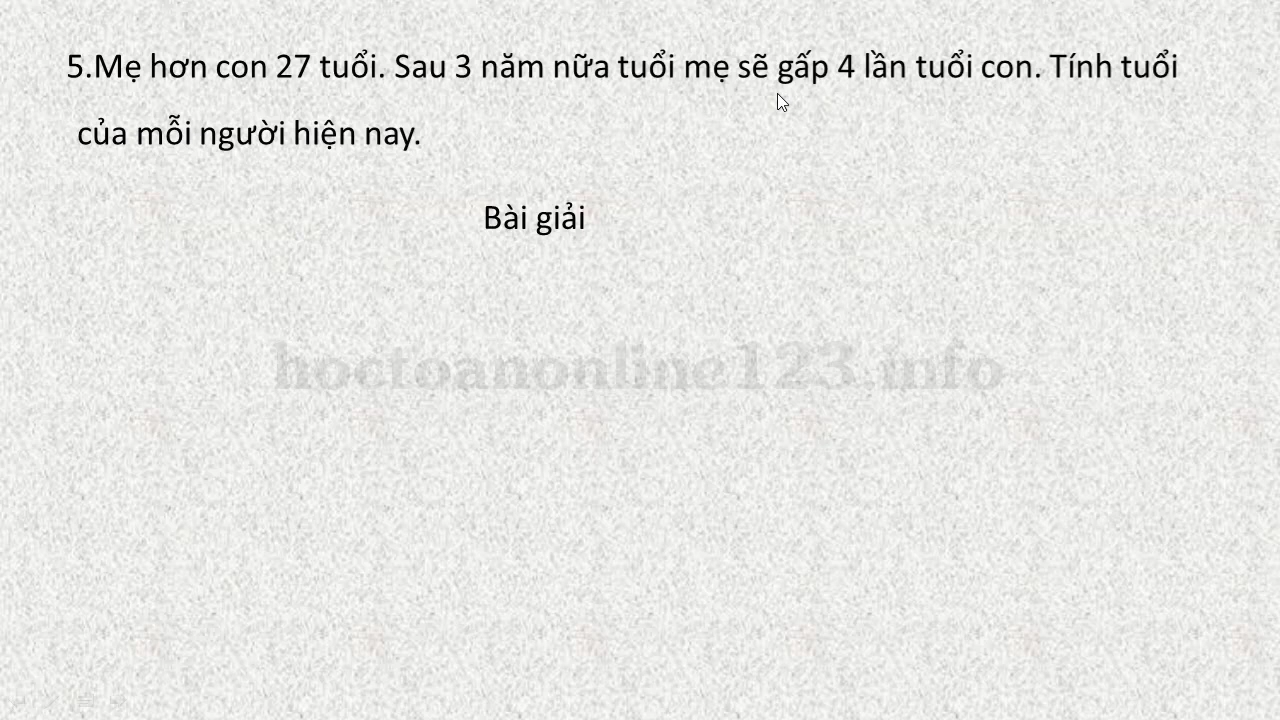 5.Mẹ hơn con 27 tuổi. Sau 3 năm nữa tuổi mẹ sẽ gấp 4 lần tuổi con. Tính tuổi
của mỗi người hiện nay.
Bài giải
hoctoanonline123.info